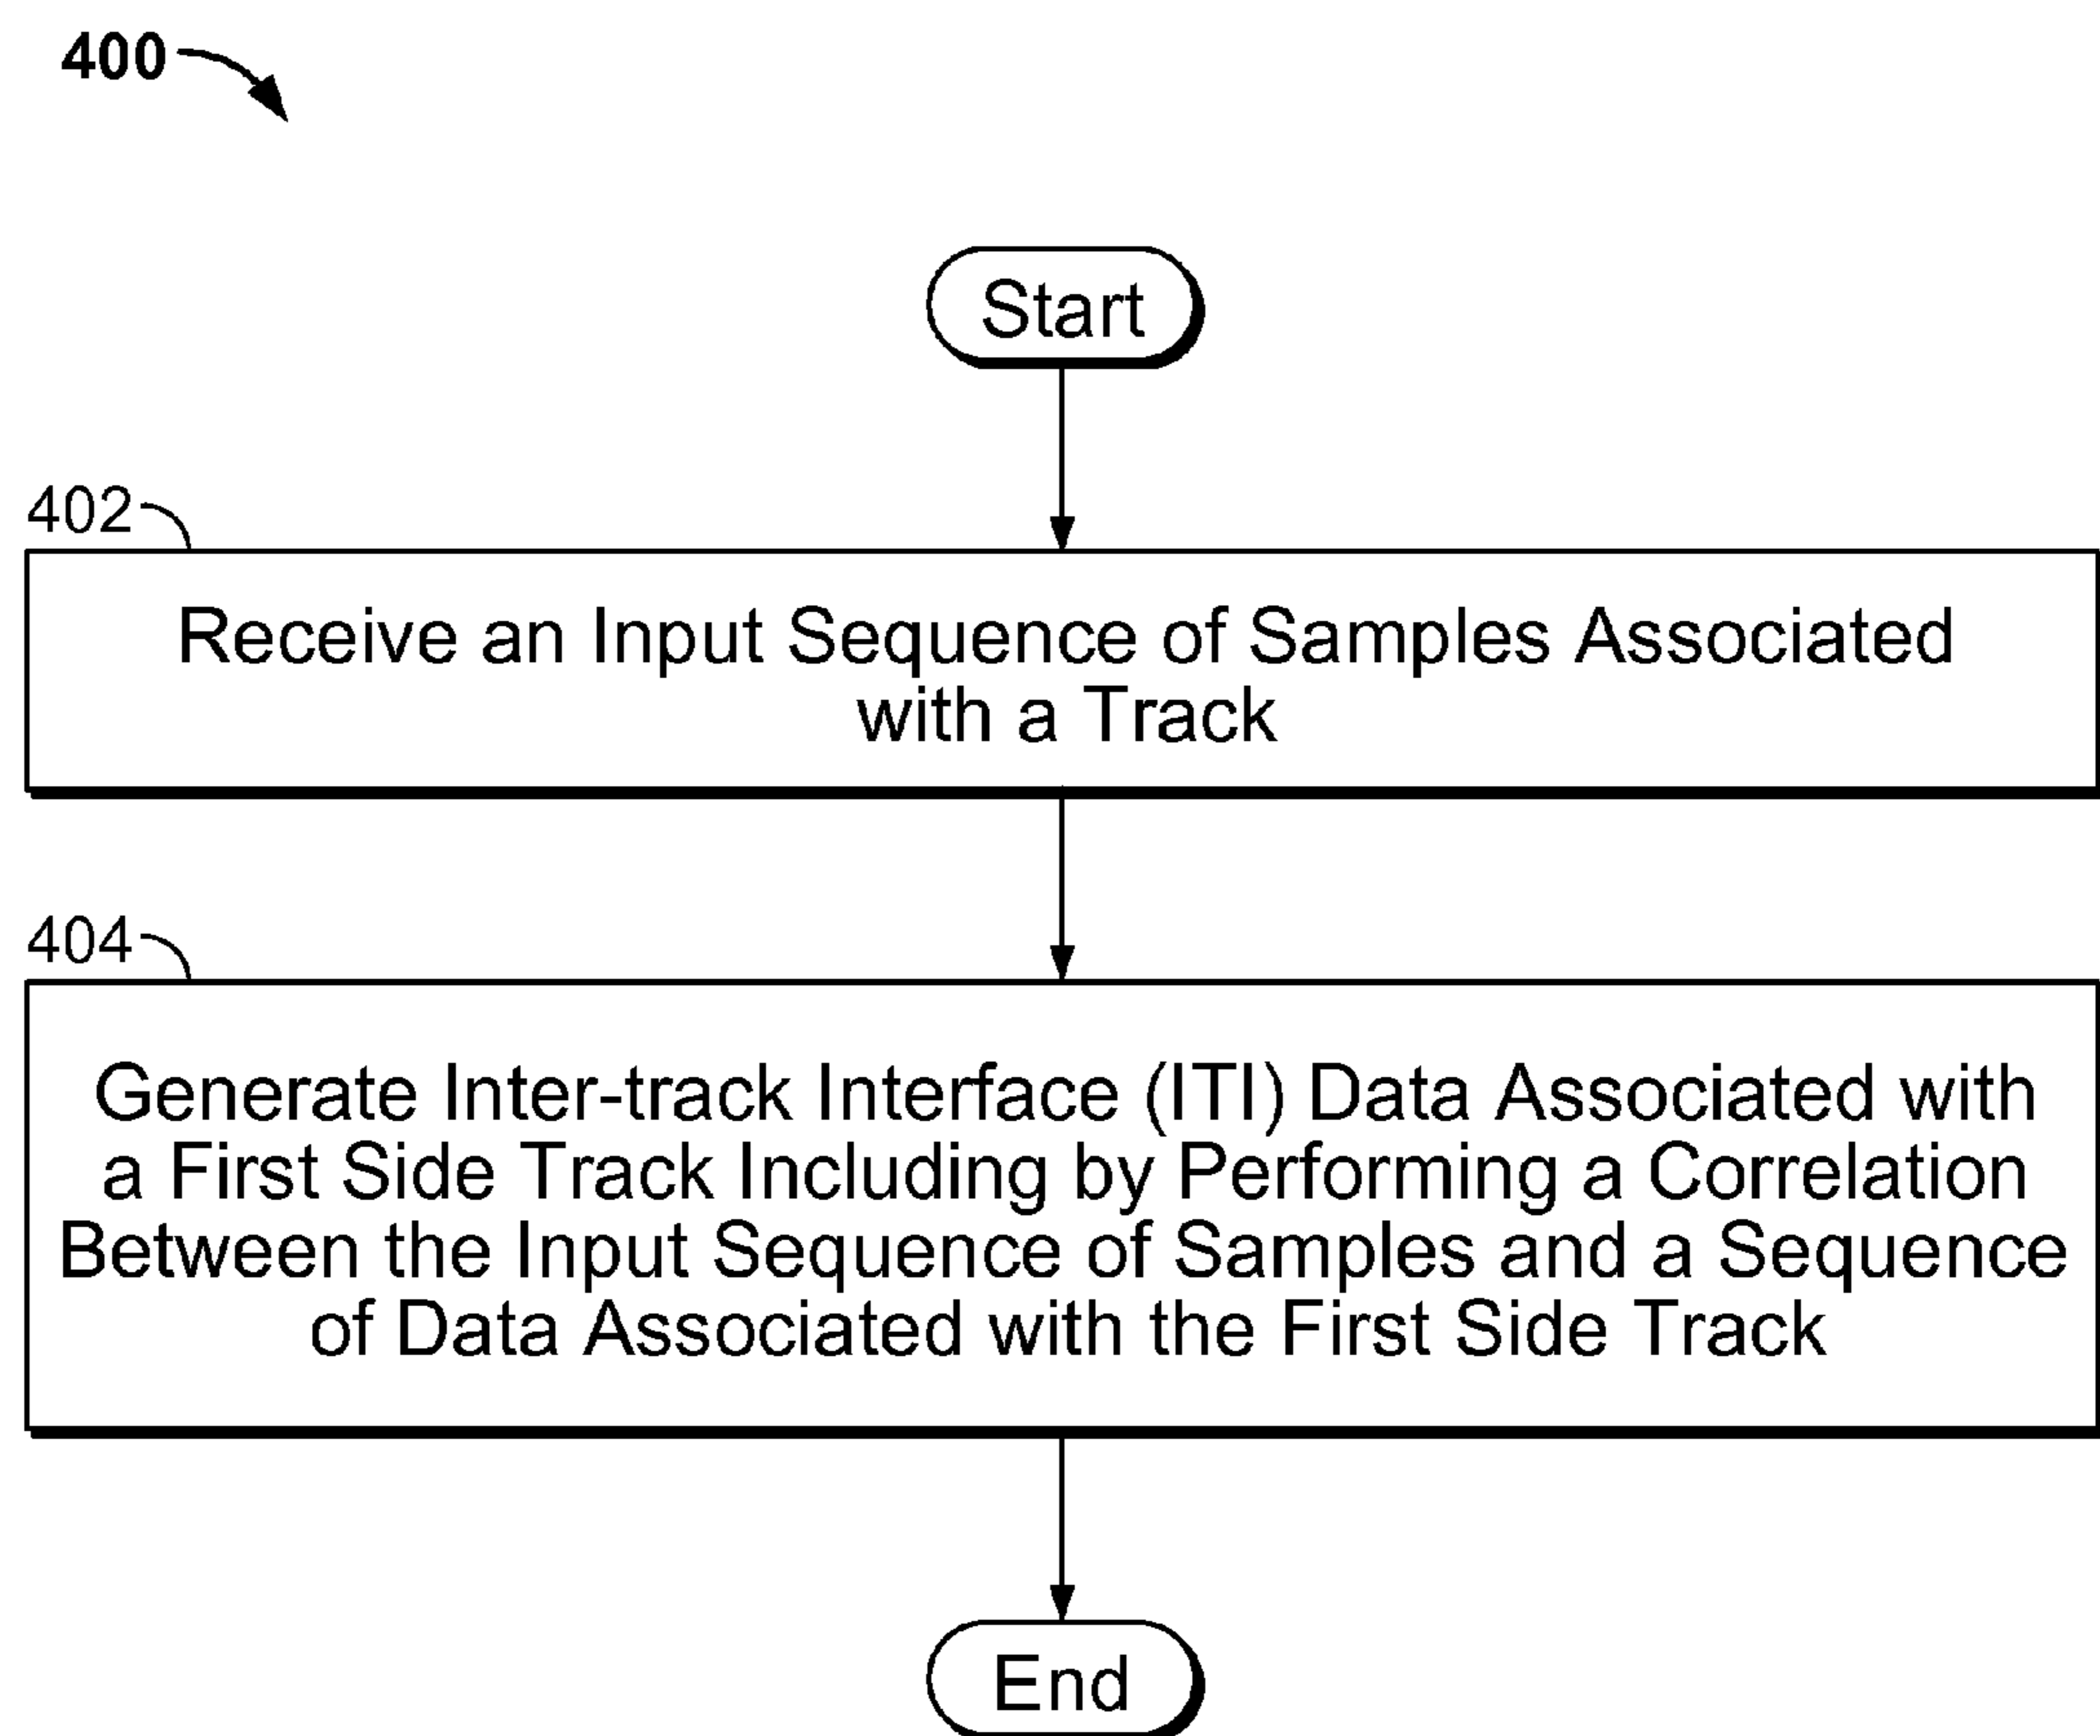 400
Start
402
Receive an Input Sequence of Samples Associated
with a Track
404
Generate Inter-track Interface (ITI) Data Associated with
a First Side Track Including by Performing a Correlation
Between the Input Sequence of Samples and a Sequence
of Data Associated with the First Side Track
End